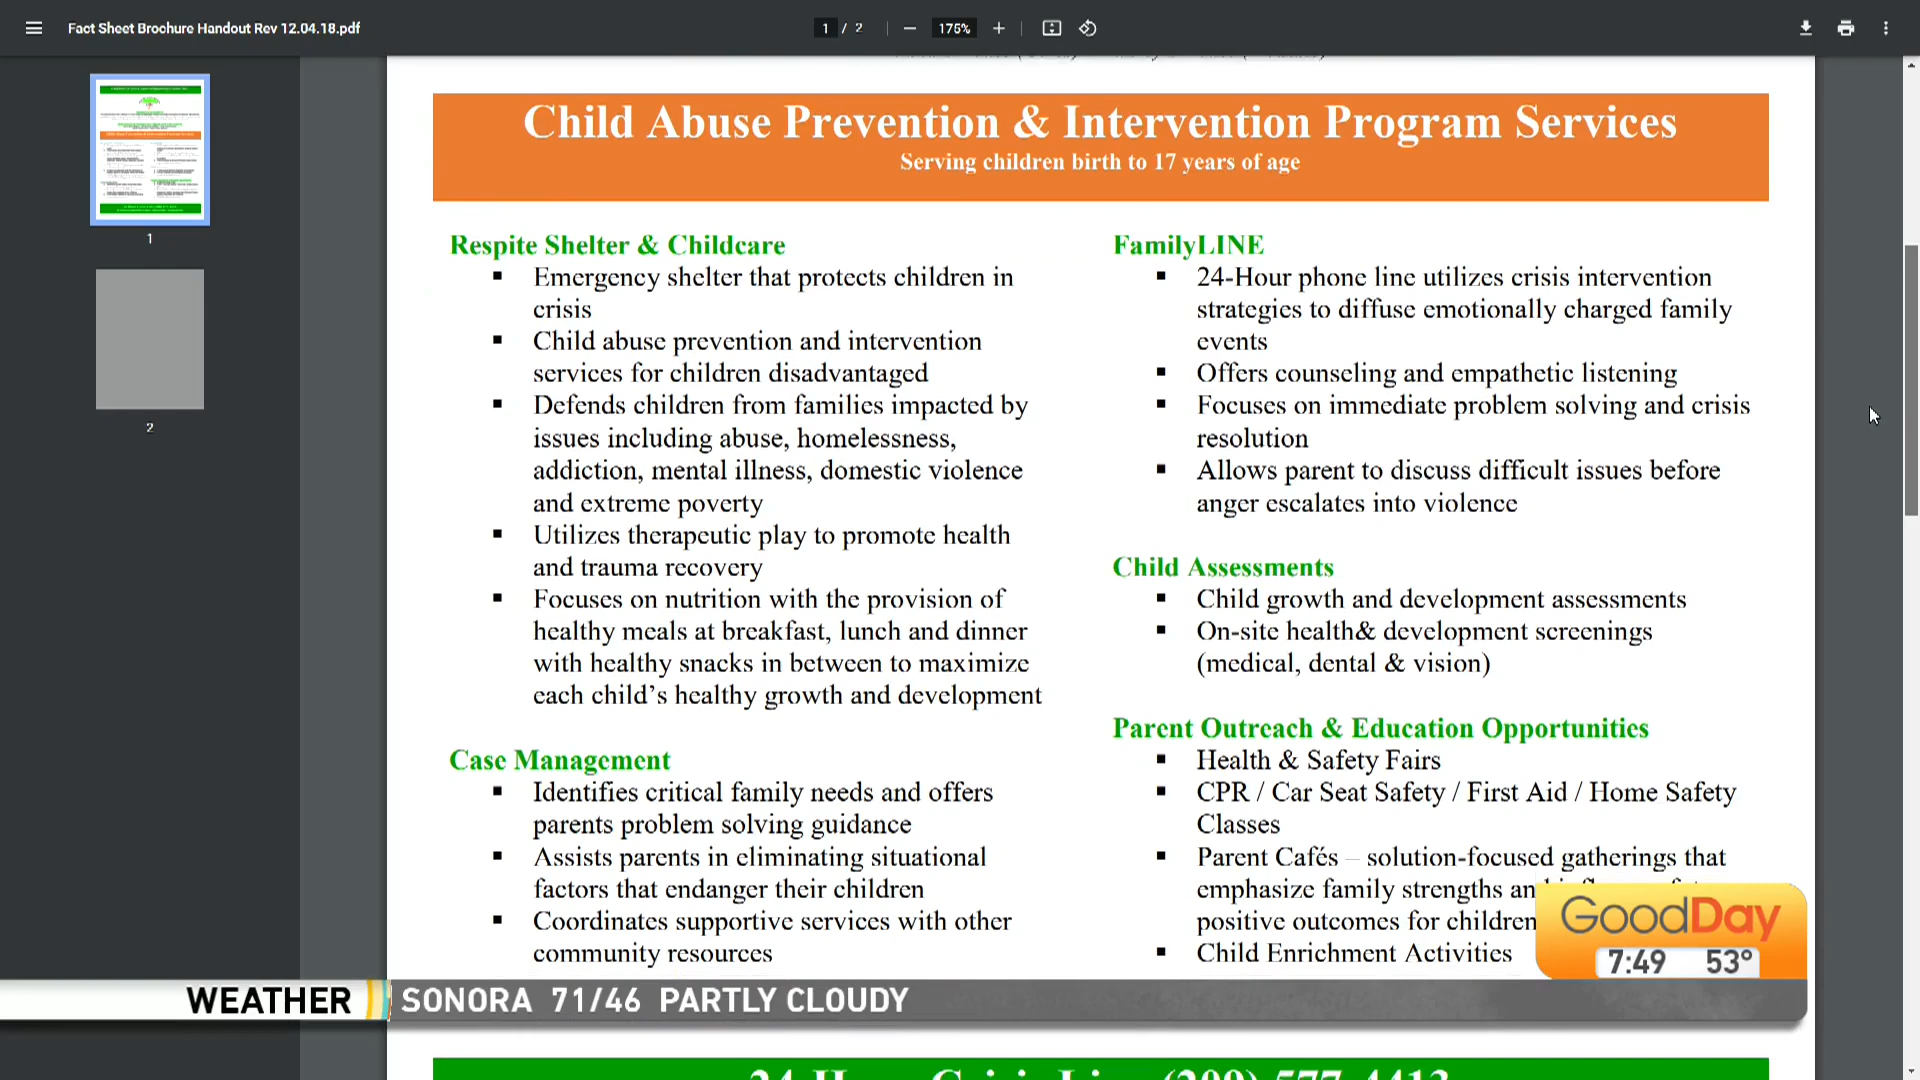 Fact Sheet Brochure Handout Rev 12.04.18.pdf
1 / 2
175%
Child Abuse Prevention & Intervention Program Services
Serving children birth to 17 years of age
Respite Shelter & Childcare
▪ Emergency shelter that protects children in
crisis
▪ Child abuse prevention and intervention
services for children disadvantaged
▪ Defends children from families impacted by
issues including abuse, homelessness,
addiction, mental illness, domestic violence
and extreme poverty
▪ Utilizes therapeutic play to promote health
and trauma recovery
▪ Focuses on nutrition with the provision of
healthy meals at breakfast, lunch and dinner
with healthy snacks in between to maximize
each child’s healthy growth and development
Case Management
▪ Identifies critical family needs and offers
parents problem solving guidance
▪ Assists parents in eliminating situational
factors that endanger their children
▪ Coordinates supportive services with other
community resources
FamilyLINE
▪ 24-Hour phone line utilizes crisis intervention
strategies to diffuse emotionally charged family
events
▪ Offers counseling and empathetic listening
▪ Focuses on immediate problem solving and crisis
resolution
▪ Allows parent to discuss difficult issues before
anger escalates into violence
Child Assessments
▪ Child growth and development assessments
▪ On-site health& development screenings
(medical, dental & vision)
Parent Outreach & Education Opportunities
▪ Health & Safety Fairs
▪ CPR / Car Seat Safety / First Aid / Home Safety
Classes
▪ Parent Cafés – solution-focused gatherings that
emphasize family strengths
positive outcomes for children
▪ Child Enrichment Activities
1
2
GoodDay
7:49 53°
WEATHER
SONORA 71/46 PARTLY CLOUDY
24-Hour Crisis Line (209) 577-4413